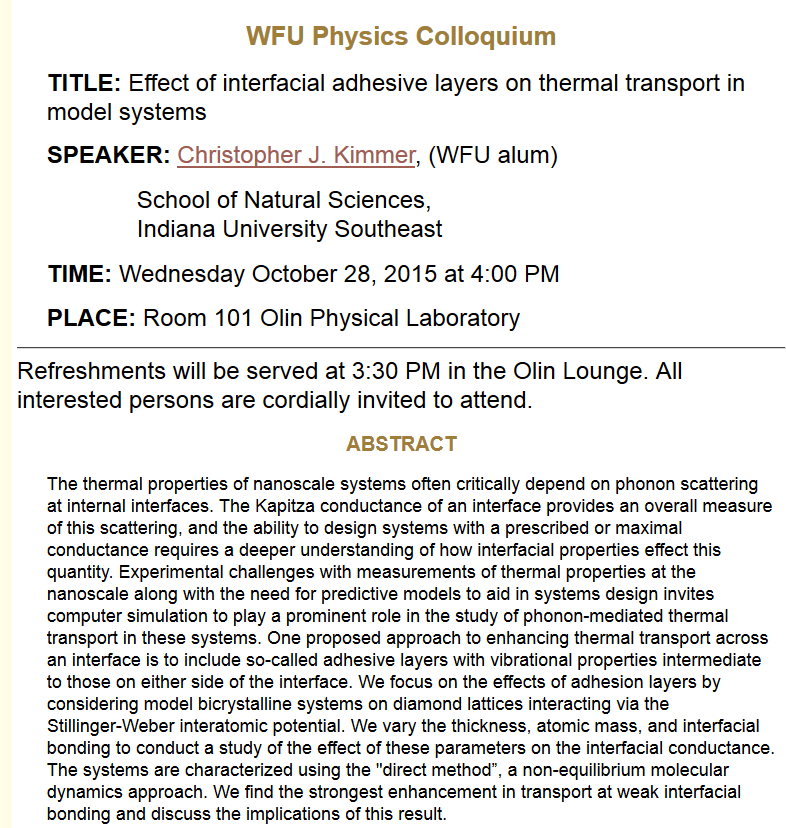 WFU Physics Colloquium
TITLE: Effect of interfacial adhesive layers on thermal transport in
model systems
SPEAKER: Christopher J. Kimmer, (WFU alum)
School of Natural Sciences,
Indiana University Southeast
TIME: Wednesday October 28, 2015 at 4:00 PM
PLACE: Room 101 Olin Physical Laboratory
Refreshments will be served at 3:30 PM in the Olin Lounge. All
interested persons are cordially invited to attend.
ABSTRACT
The thermal properties of nanoscale systems often critically depend on phonon scattering
at internal interfaces. The Kapitza conductance of an interface provides an overall measure
of this scattering, and the ability to design systems with a prescribed or maximal
conductance requires a deeper understanding of how interfacial properties effect this
quantity. Experimental challenges with measurements of thermal properties at the
nanoscale along with the need for predictive models to aid in systems design invites
computer simulation to play a prominent role in the study of phonon-mediated thermal
transport in these systems. One proposed approach to enhancing thermal transport across
an interface is to include so-called adhesive layers with vibrational properties intermediate
to those on either side of the interface. We focus on the effects of adhesion layers by
considering model bicrystalline systems on diamond lattices interacting via the
Stillinger-Weber interatomic potential. We vary the thickness, atomic mass, and interfacial
bonding to conduct a study of the effect of these parameters on the interfacial conductance.
The systems are characterized using the "direct method”, a non-equilibrium molecular
dynamics approach. We find the strongest enhancement in transport at weak interfacial
bonding and discuss the implications of this result.